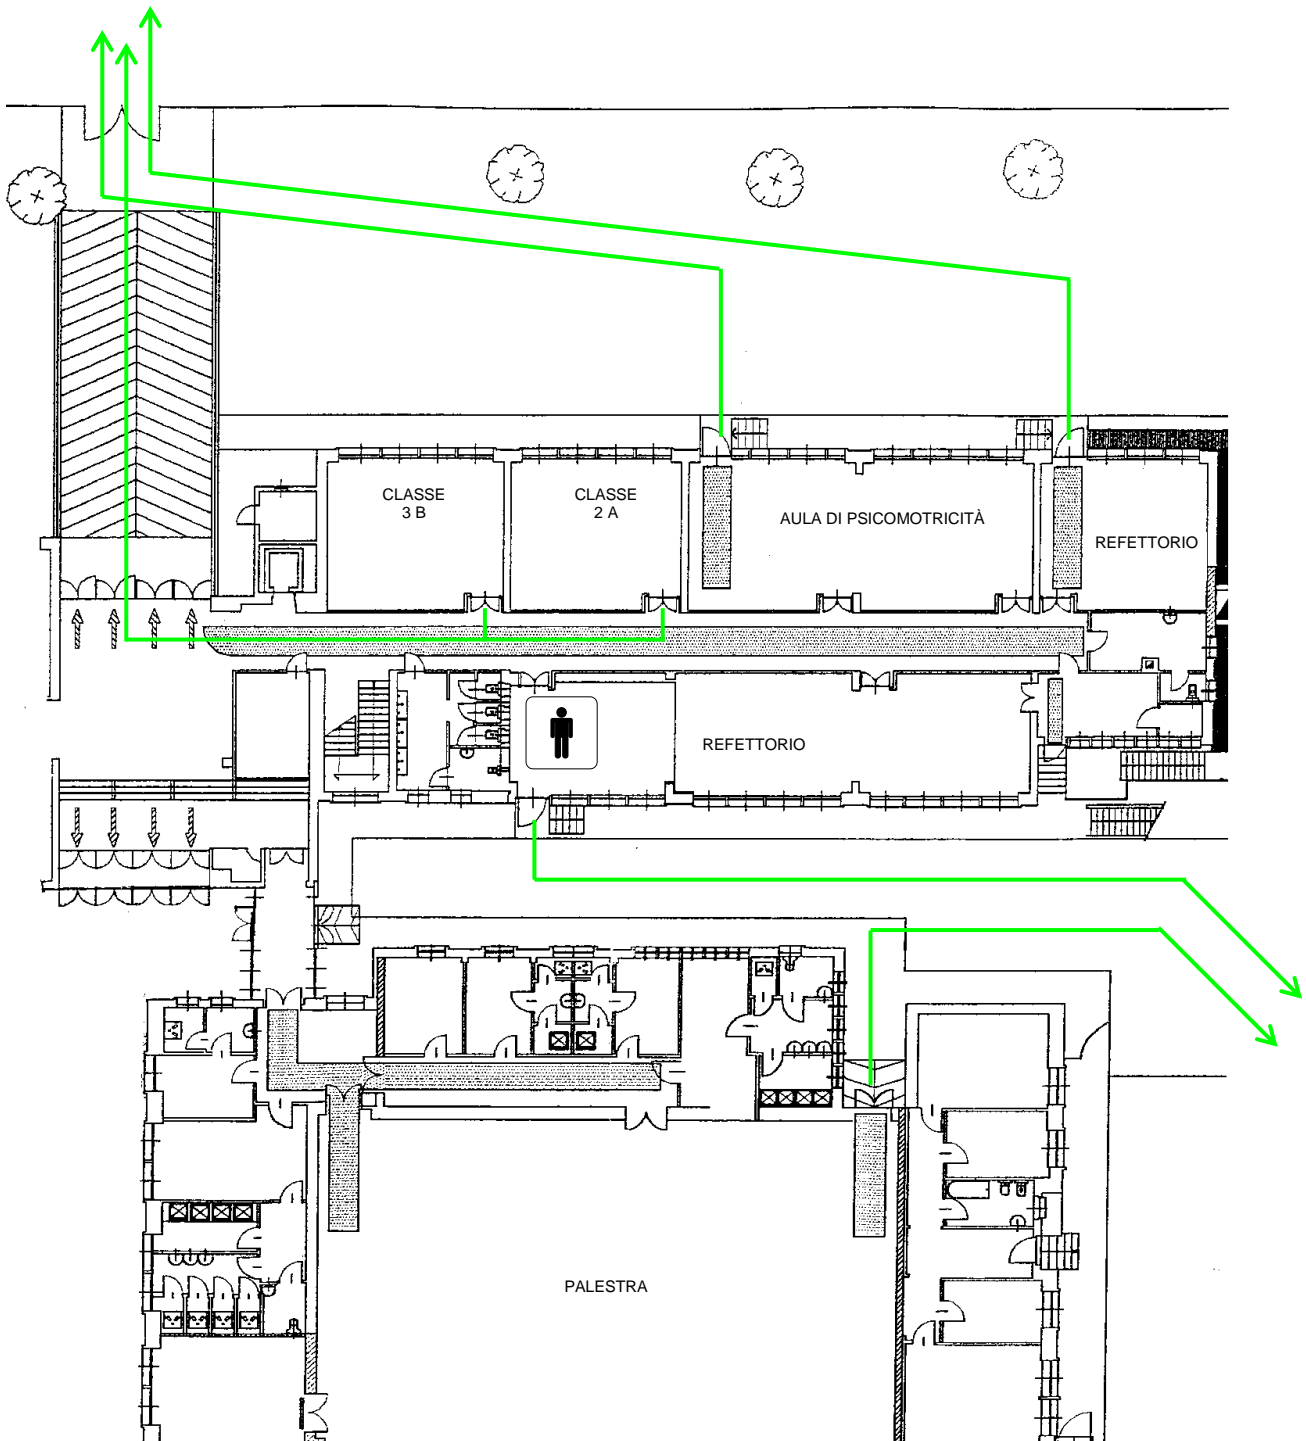 CLASSE
3 B
CLASSE
2 A
AULA DI PSICOMOTRICITÀ
REFETTORIO
REFETTORIO
PALESTRA